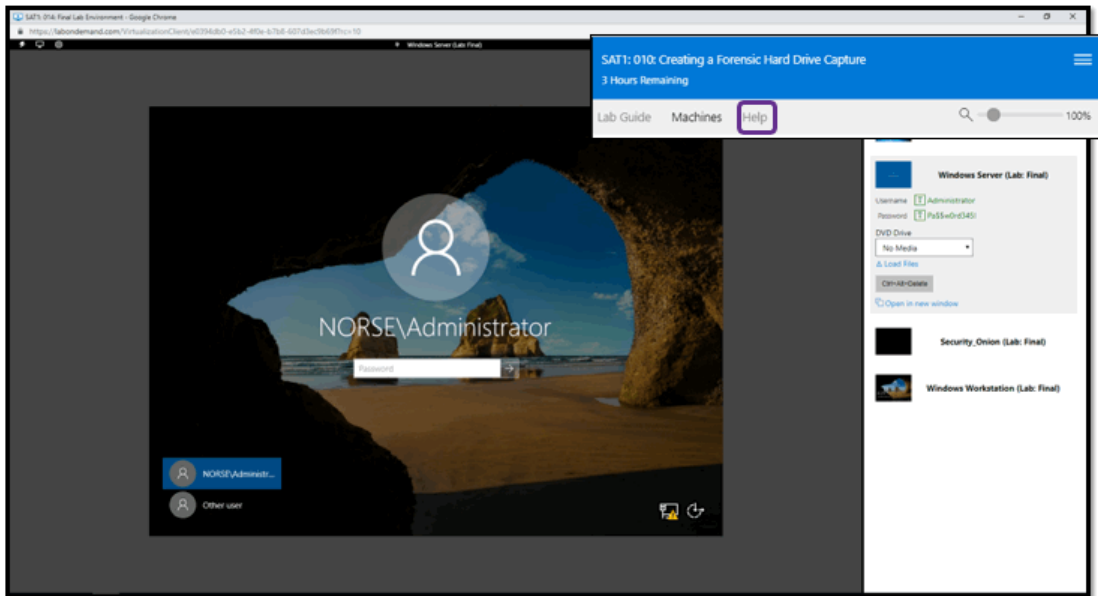 SAT1: 014: Final Lab Environment - Google Chrome
https://labondemand.com/VirtualizationClient/
Windows Server (Lab: Final)
SAT1: 010: Creating a Forensic Hard Drive Capture
3 Hours Remaining
Lab Guide Machines Help 100%
Windows Server (Lab: Final)
Username Administrator
Password
DVD Drive
No Media
Load Files
Ctrl+Alt+Delete
Open in new window
Security_Onion (Lab: Final)
Windows Workstation (Lab: Final)
NORSE\Administrator
Password
NORSE\Administr...
Other user